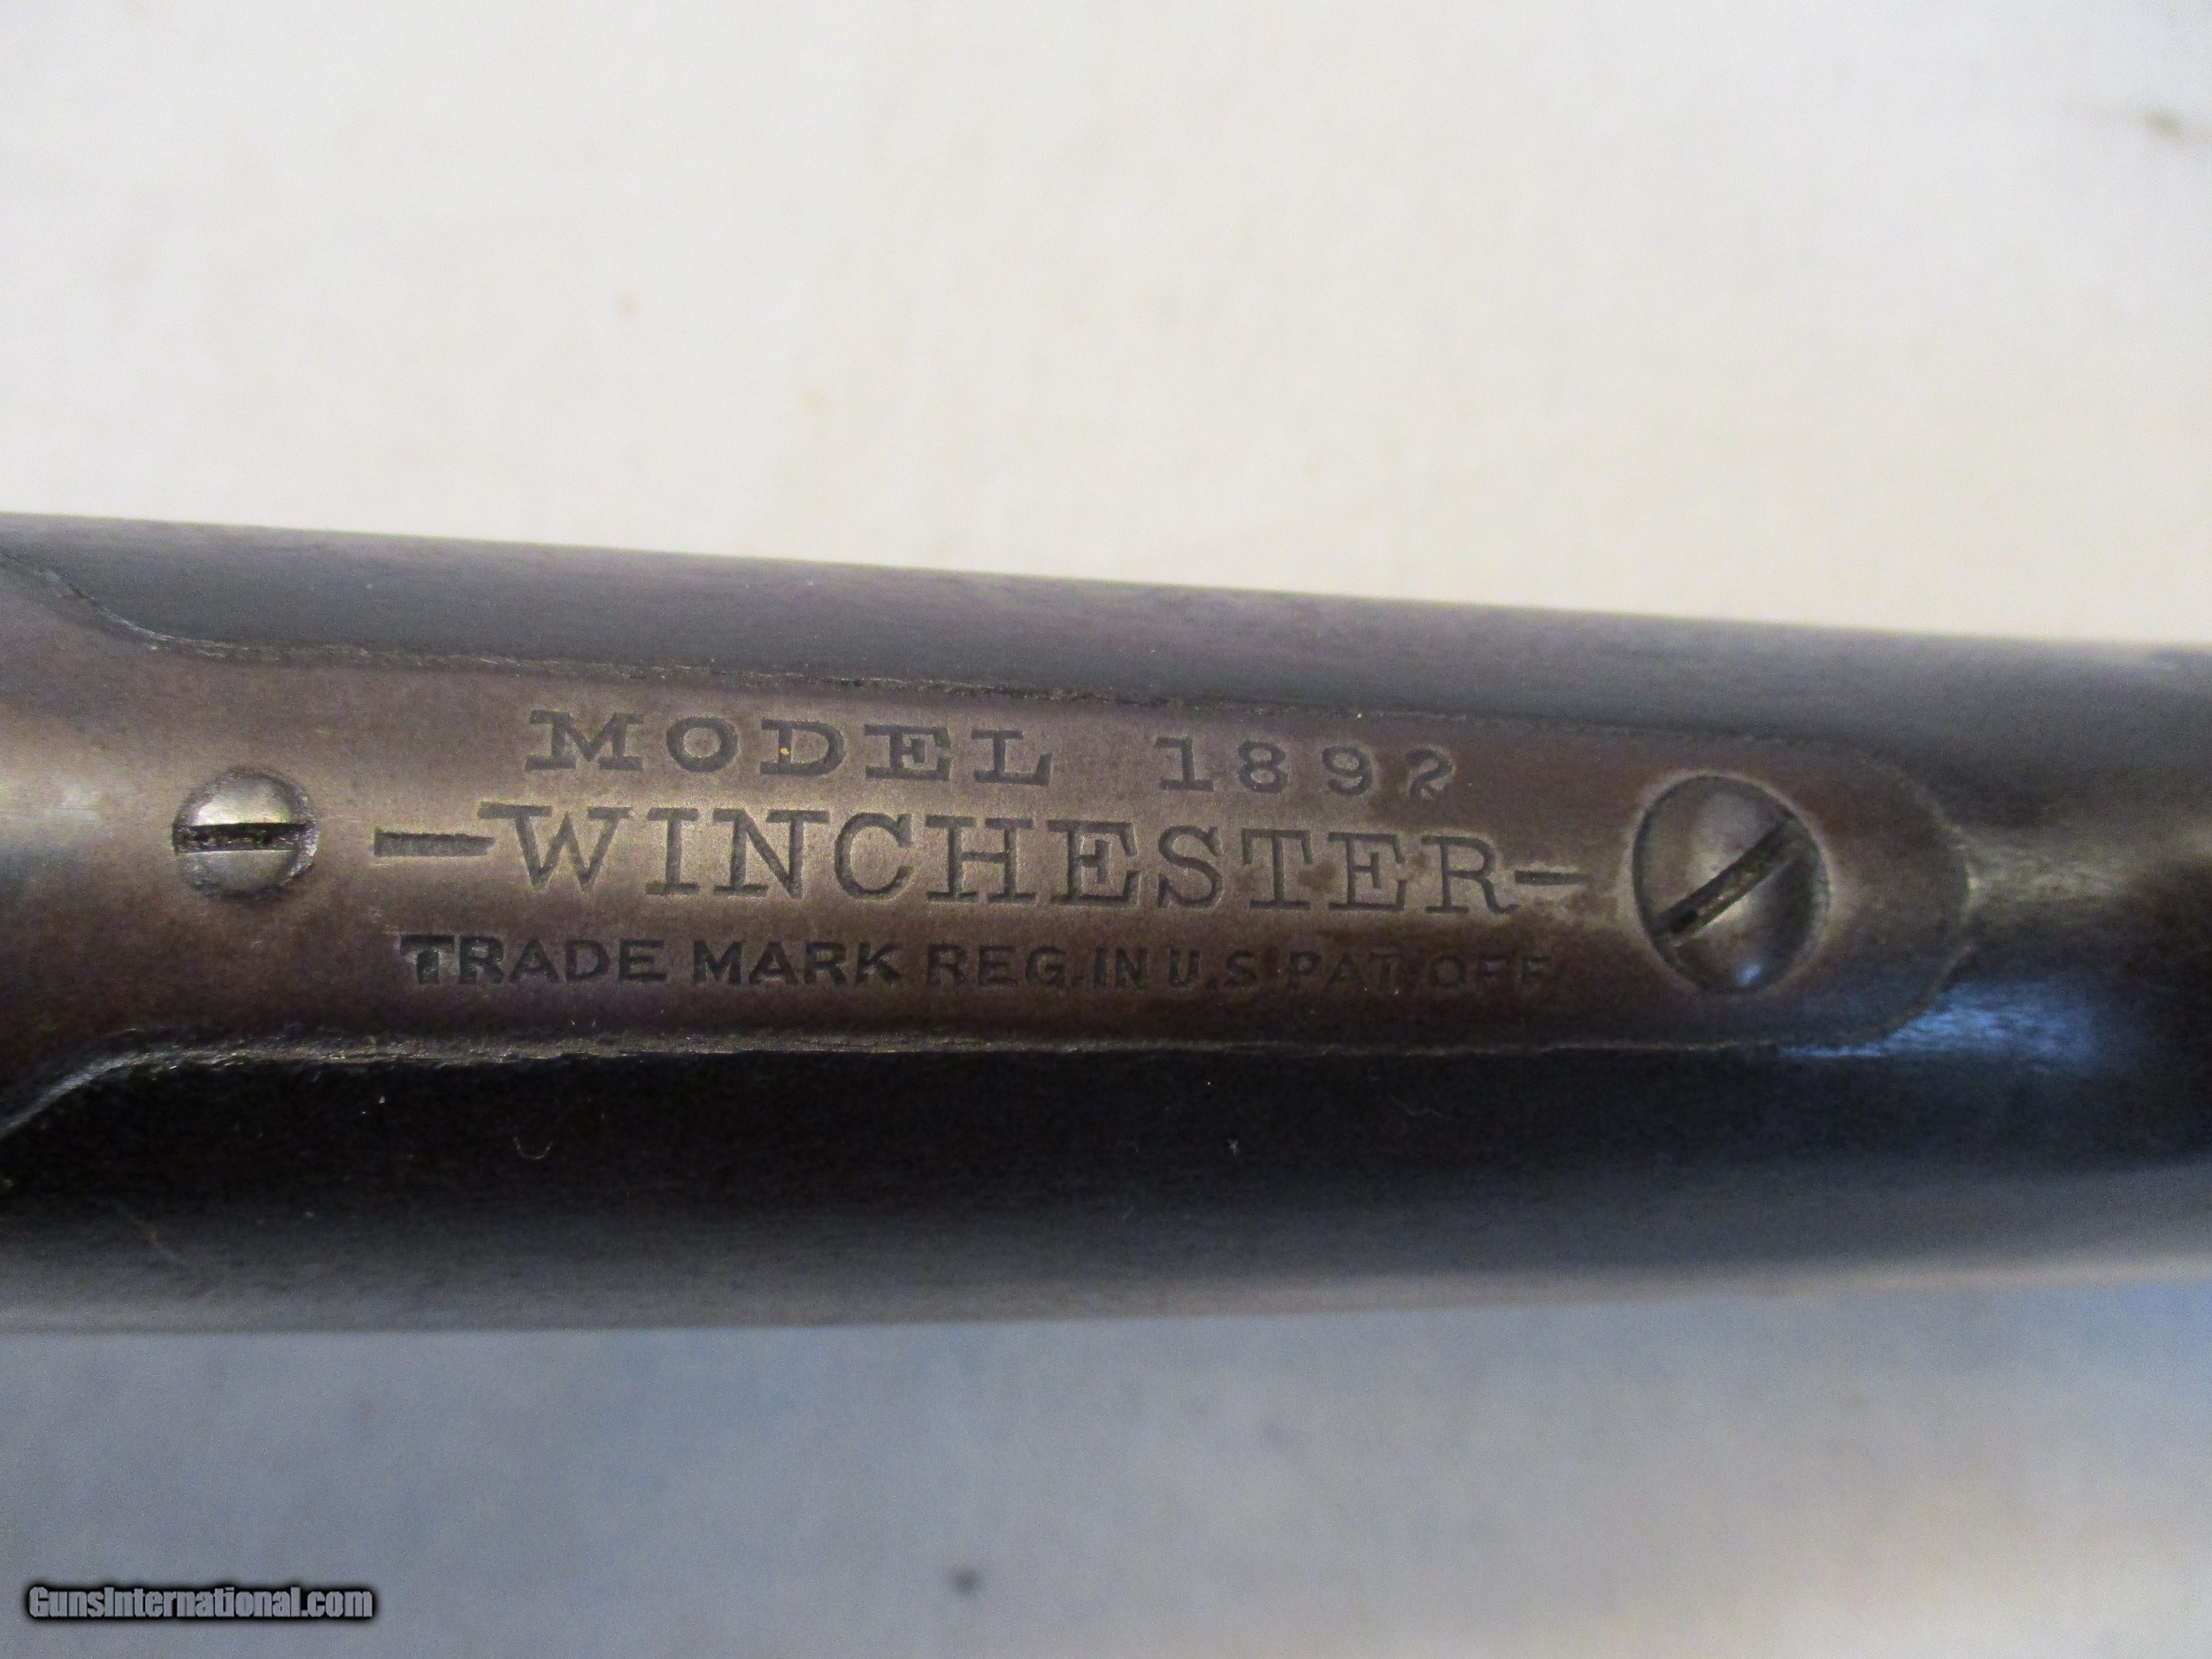 MODEL 1892
—WINCHESTER—
TRADE MARK REG. IN U.S PAT. OFF
GunsInternational.com